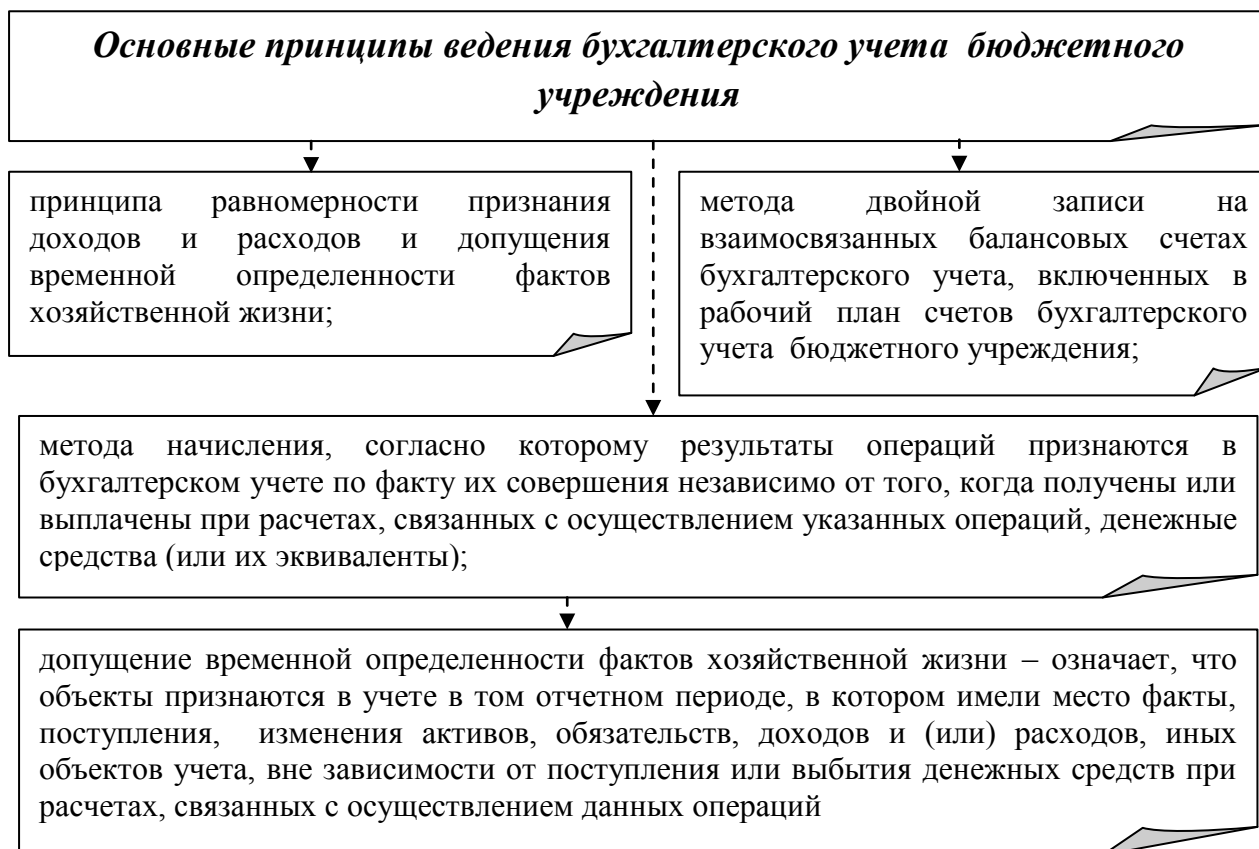 Основные принципы ведения бухгалтерского учета бюджетного
учреждения
принципа равномерности признания
доходов и расходов и допущения
временной определенности фактов
хозяйственной жизни;
метода двойной записи на
взаимосвязанных балансовых счетах
бухгалтерского учета, включенных в
рабочий план счетов бухгалтерского
учета бюджетного учреждения;
метода начисления, согласно которому результаты операций признаются в
бухгалтерском учете по факту их совершения независимо от того, когда получены или
выплачены при расчетах, связанных с осуществлением указанных операций, денежные
средства (или их эквиваленты);
допущение временной определенности фактов хозяйственной жизни – означает, что
объекты признаются в учете в том отчетном периоде, в котором имели место факты,
поступления, изменения активов, обязательств, доходов и (или) расходов, иных
объектов учета, вне зависимости от поступления или выбытия денежных средств при
расчетах, связанных с осуществлением данных операций